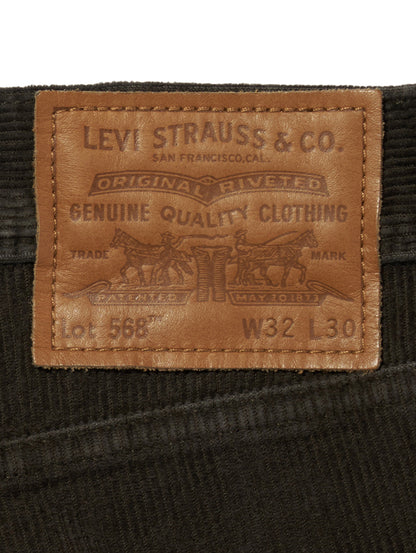 LEVI STRAUSS & CO.
SAN FRANCISCO, CAL.
ORIGINAL RIVETED
GENUINE QUALITY CLOTHING
TRADE MARK
PATENTED MAY 20 1873
Lot 568™ W32 L30